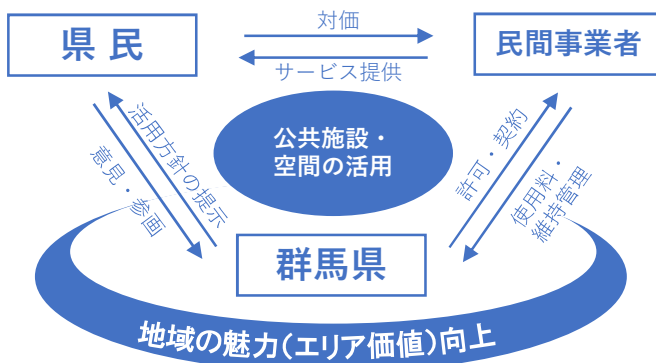 県民
対価
民間事業者
サービス提供
公共施設・
空間の活用
活用方針の提示
意見・参画
許可・契約
使用料・
維持管理
群馬県
地域の魅力(エリア価値)向上